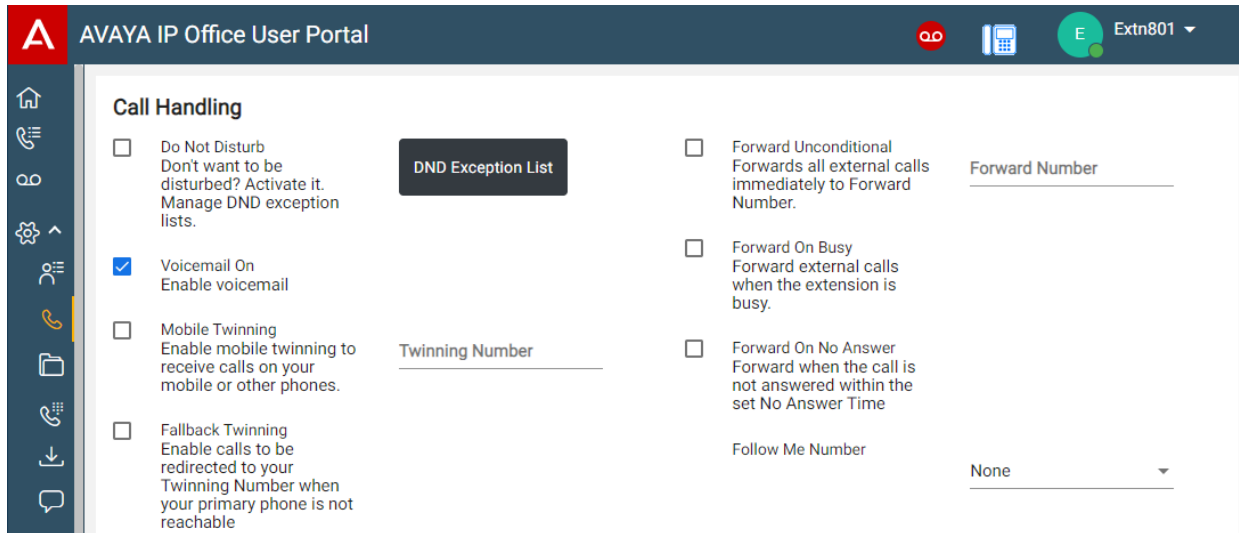 AVAYA IP Office User Portal
E
Extn801
Call Handling
Do Not Disturb
Don't want to be
disturbed? Activate it.
Manage DND exception
lists.
DND Exception List
Voicemail On
Enable voicemail
Mobile Twinning
Enable mobile twinning to
receive calls on your
mobile or other phones.
Twinning Number
Fallback Twinning
Enable calls to be
redirected to your
Twinning Number when
your primary phone is not
reachable
Forward Unconditional
Forwards all external calls
immediately to Forward
Number.
Forward Number
Forward On Busy
Forward external calls
when the extension is
busy.
Forward On No Answer
Forward when the call is
not answered within the
set No Answer Time
Follow Me Number
None